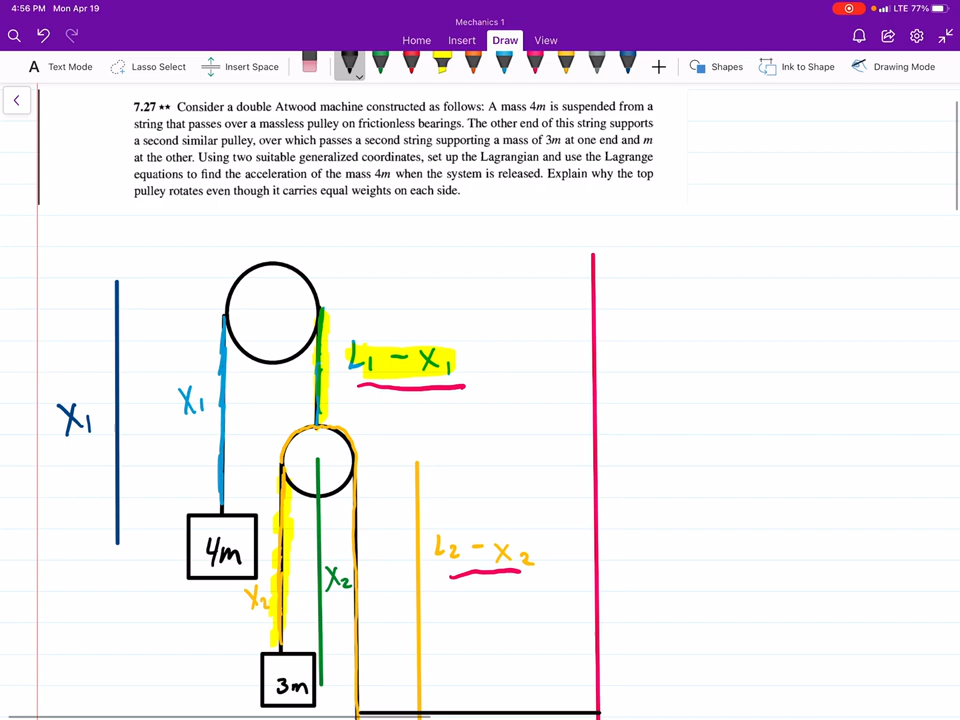 4:56 PM Mon Apr 19
LTE 77%
Mechanics 1
Home Insert Draw View
A Text Mode Lasso Select Insert Space Shapes Ink to Shape Drawing Mode
7.27 ★★ Consider a double Atwood machine constructed as follows: A mass 4m is suspended from a
string that passes over a massless pulley on frictionless bearings. The other end of this string supports
a second similar pulley, over which passes a second string supporting a mass of 3m at one end and m
at the other. Using two suitable generalized coordinates, set up the Lagrangian and use the Lagrange
equations to find the acceleration of the mass 4m when the system is released. Explain why the top
pulley rotates even though it carries equal weights on each side.
L₁ - X₁
X₁
X₁
4m
L₂ - X₂
X₂
X₂
3m